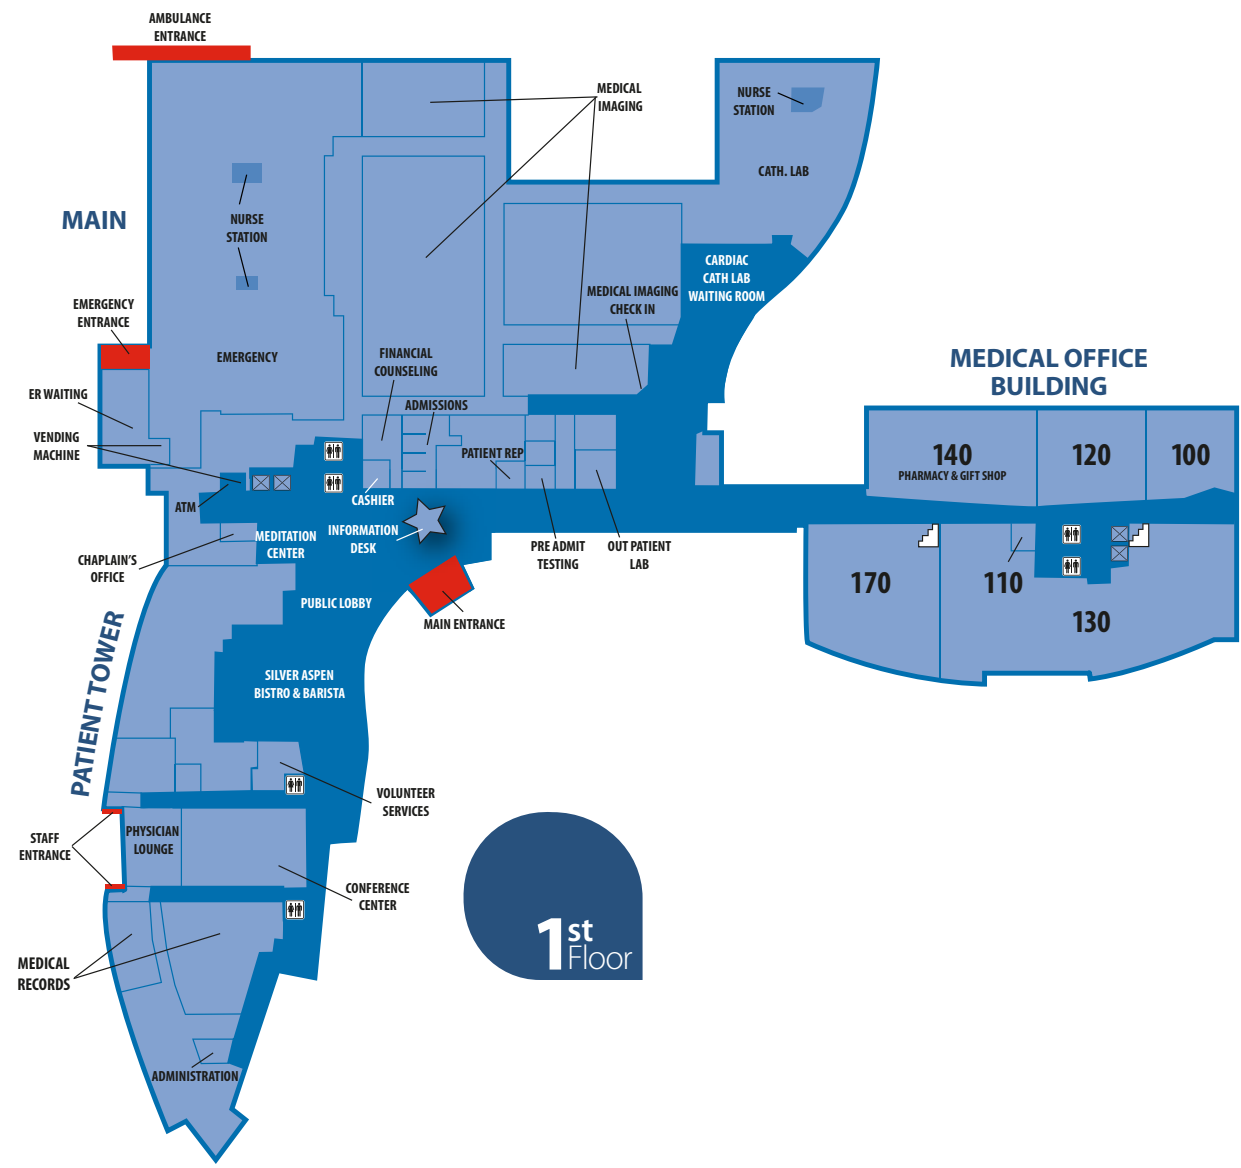 AMBULANCE
ENTRANCE
MEDICAL
IMAGING
NURSE
STATION
CATH. LAB
MAIN
NURSE
STATION
CARDIAC
CATH LAB
WAITING ROOM
MEDICAL IMAGING
CHECK IN
EMERGENCY
ENTRANCE
EMERGENCY
FINANCIAL
COUNSELING
MEDICAL OFFICE
BUILDING
ER WAITING
ADMISSIONS
VENDING
MACHINE
PATIENT REP
140
PHARMACY & GIFT SHOP
120
100
CASHIER
ATM
INFORMATION
DESK
MEDITATION
CENTER
PRE ADMIT
TESTING
OUT PATIENT
LAB
CHAPLAIN'S
OFFICE
170
110
130
PUBLIC LOBBY
MAIN ENTRANCE
PATIENT TOWER
SILVER ASPEN
BISTRO & BARISTA
VOLUNTEER
SERVICES
STAFF
ENTRANCE
PHYSICIAN
LOUNGE
CONFERENCE
CENTER
1st
Floor
MEDICAL
RECORDS
ADMINISTRATION